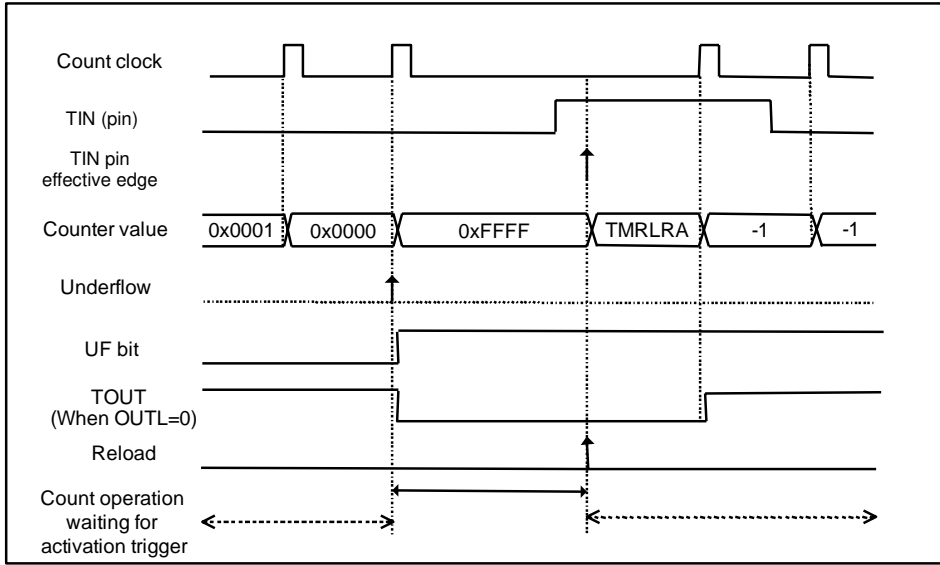 Count clock
TIN (pin)
TIN pin
effective edge
Counter value
0x0001
0x0000
0xFFFF
TMRLRA
-1
-1
Underflow
UF bit
TOUT
(When OUTL=0)
Reload
Count operation
waiting for
activation trigger